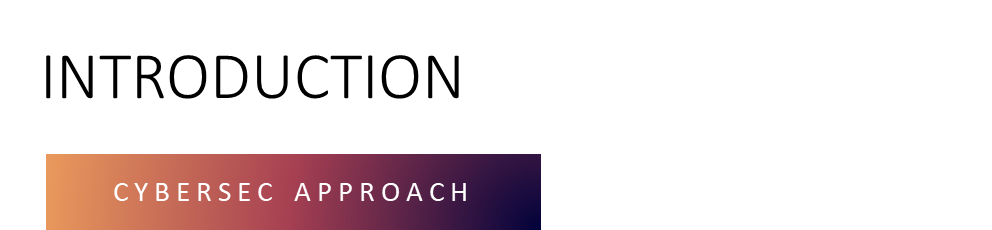 INTRODUCTION
CYBERSEC APPROACH